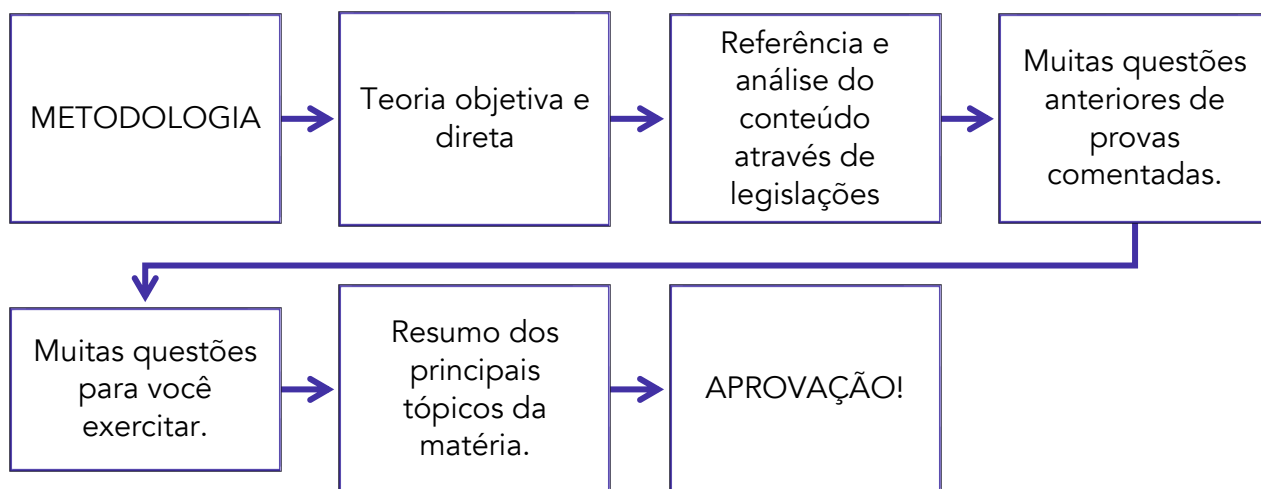 METODOLOGIA
Teoria objetiva e
direta
Referência e
análise do
conteúdo
através de
legislações
Muitas questões
anteriores de
provas
comentadas.
Muitas questões
para você
exercitar.
Resumo dos
principais
tópicos da
matéria.
APROVAÇÃO!